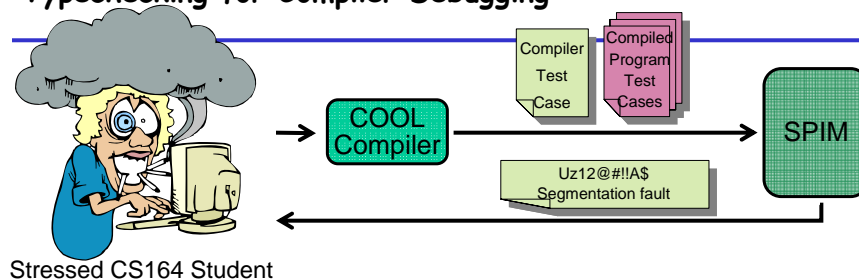 Typechecking for Compiler Debugging
Compiler
Test
Case
Compiled
Program
Test
Cases
COOL
Compiler
SPIM
Uz12@#!!A$
Segmentation fault
Stressed CS164 Student